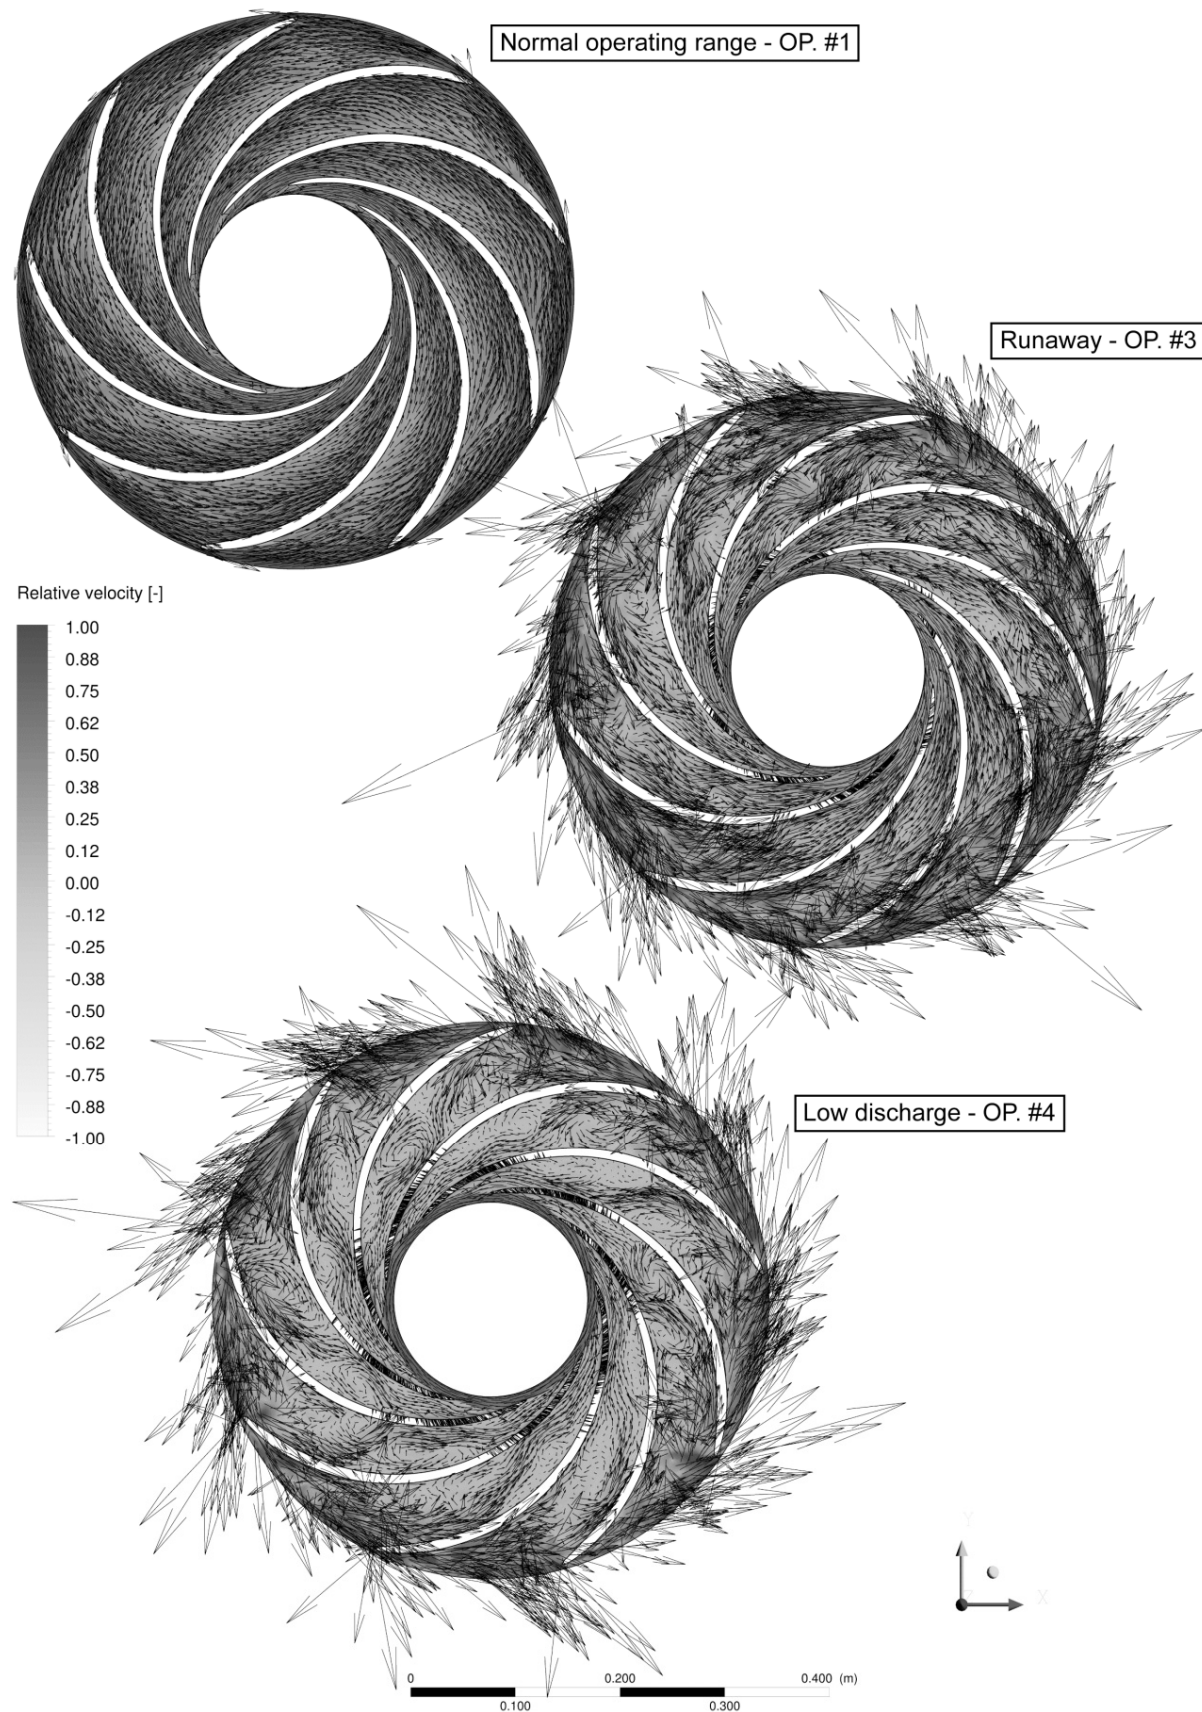 Normal operating range - OP. #1
Runaway - OP. #3
Relative velocity [-]
1.00
0.88
0.75
0.62
0.50
0.38
0.25
0.12
0.00
-0.12
-0.25
-0.38
-0.50
-0.62
-0.75
-0.88
-1.00
Low discharge - OP. #4
Y
X
Z
0 0.200 0.400 (m)
0.100 0.300